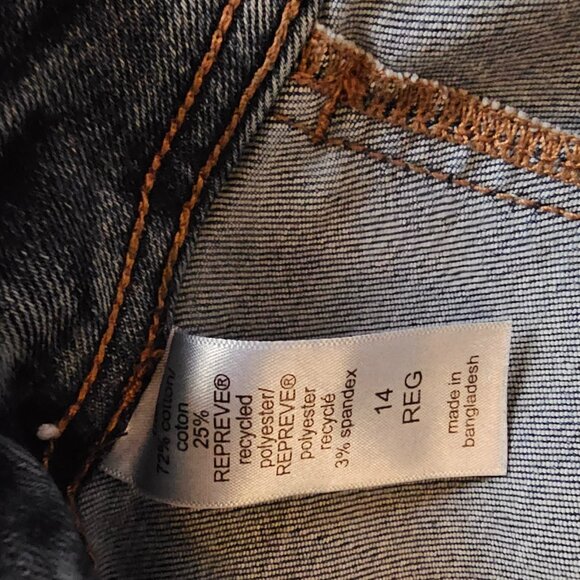 72% cotton/
coton
25%
REPREVE®
recycled
polyester/
REPREVE®
polyester
recyclé
3% spandex
14
REG
made in
bangladesh